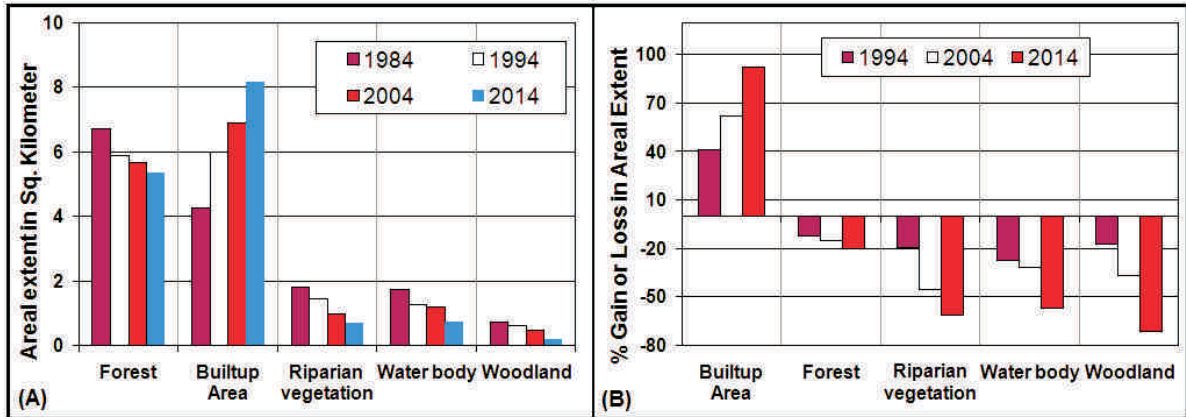 Areal extent in Sq. Kilometer
10
8
6
4
2
0
1984 1994
2004 2014
Forest Builtup Riparian Water body Woodland
Area vegetation
(A)
% Gain or Loss in Areal Extent
100
70
40
10
-20
-50
-80
1994 2004 2014
Builtup Forest Riparian Water body Woodland
Area vegetation
(B)